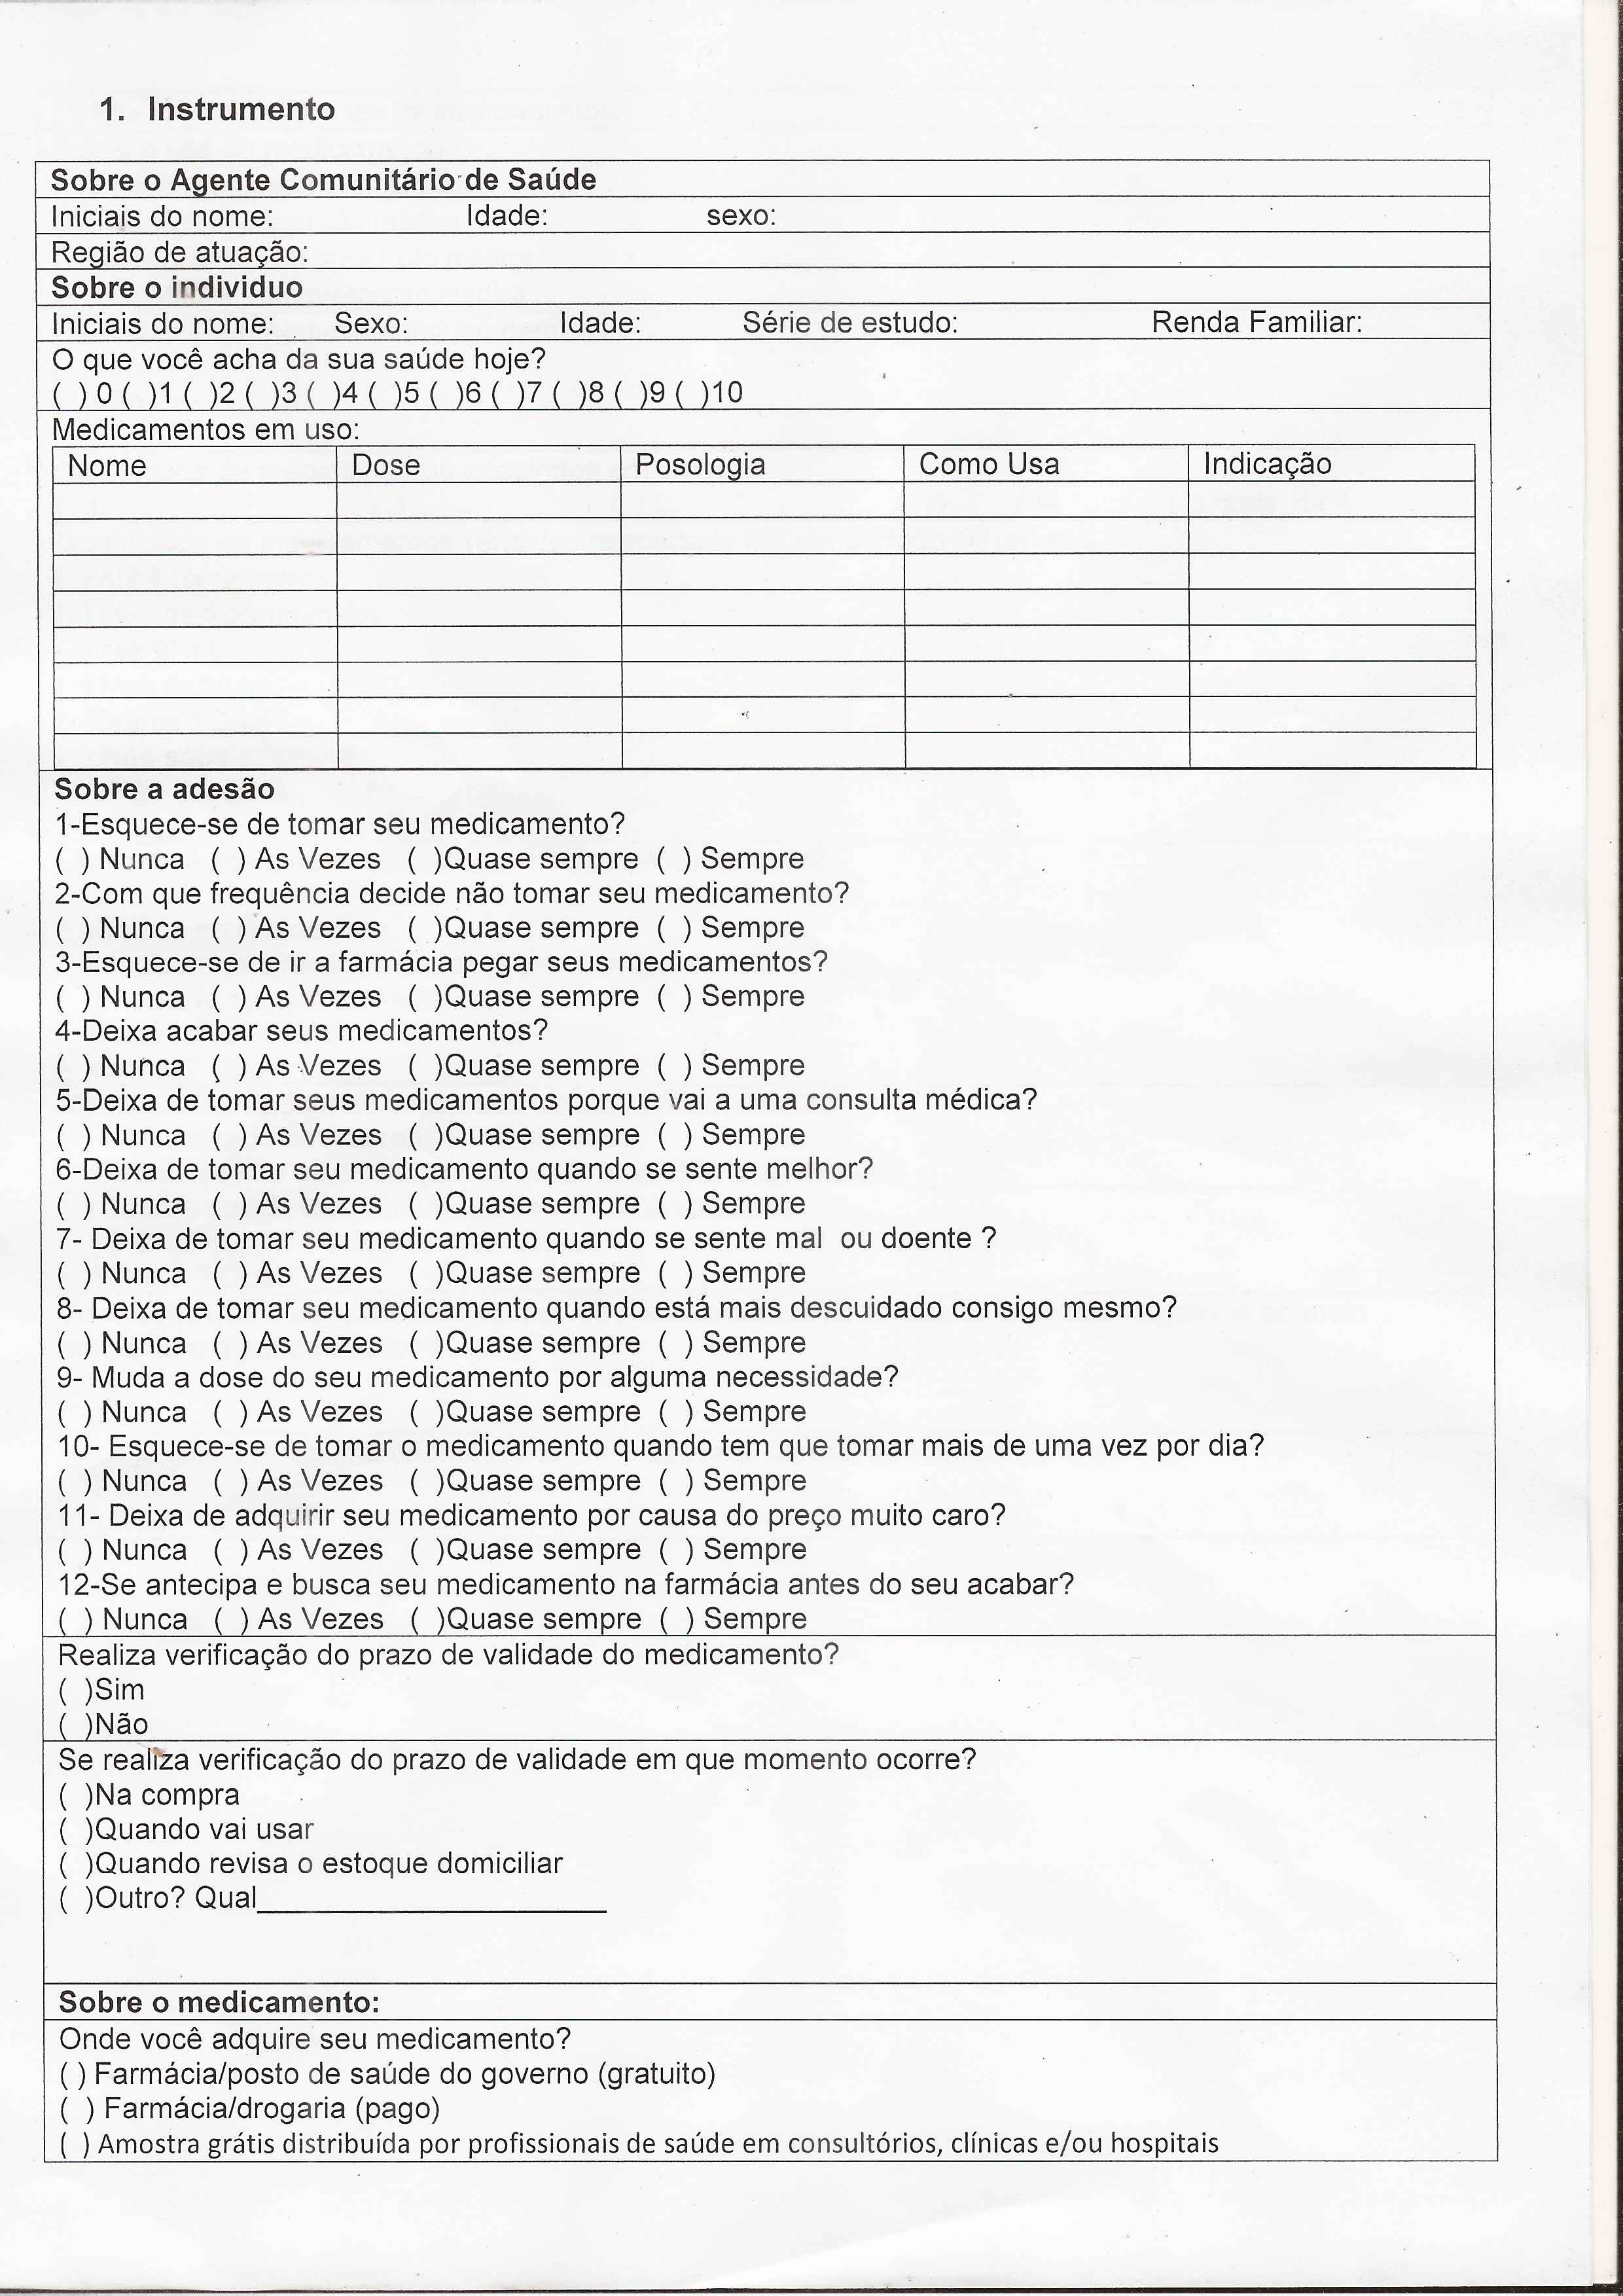 1. Instrumento
Sobre o Agente Comunitário de Saúde
Iniciais do nome: Idade: sexo:
Região de atuação:
Sobre o individuo
Iniciais do nome: Sexo: Idade: Série de estudo: Renda Familiar:
O que você acha da sua saúde hoje?
( ) 0 ( )1 ( )2 ( )3 ( )4 ( )5 ( )6 ( )7 ( )8 ( )9 ( )10
Medicamentos em uso:
Nome Dose Posologia Como Usa Indicação
Sobre a adesão
1-Esquece-se de tomar seu medicamento?
( ) Nunca ( ) As Vezes ( )Quase sempre ( ) Sempre
2-Com que frequência decide não tomar seu medicamento?
( ) Nunca ( ) As Vezes ( )Quase sempre ( ) Sempre
3-Esquece-se de ir a farmácia pegar seus medicamentos?
( ) Nunca ( ) As Vezes ( )Quase sempre ( ) Sempre
4-Deixa acabar seus medicamentos?
( ) Nunca ( ) As Vezes ( )Quase sempre ( ) Sempre
5-Deixa de tomar seus medicamentos porque vai a uma consulta médica?
( ) Nunca ( ) As Vezes ( )Quase sempre ( ) Sempre
6-Deixa de tomar seu medicamento quando se sente melhor?
( ) Nunca ( ) As Vezes ( )Quase sempre ( ) Sempre
7- Deixa de tomar seu medicamento quando se sente mal ou doente ?
( ) Nunca ( ) As Vezes ( )Quase sempre ( ) Sempre
8- Deixa de tomar seu medicamento quando está mais descuidado consigo mesmo?
( ) Nunca ( ) As Vezes ( )Quase sempre ( ) Sempre
9- Muda a dose do seu medicamento por alguma necessidade?
( ) Nunca ( ) As Vezes ( )Quase sempre ( ) Sempre
10- Esquece-se de tomar o medicamento quando tem que tomar mais de uma vez por dia?
( ) Nunca ( ) As Vezes ( )Quase sempre ( ) Sempre
11- Deixa de adquirir seu medicamento por causa do preço muito caro?
( ) Nunca ( ) As Vezes ( )Quase sempre ( ) Sempre
12-Se antecipa e busca seu medicamento na farmácia antes do seu acabar?
( ) Nunca ( ) As Vezes ( )Quase sempre ( ) Sempre
Realiza verificação do prazo de validade do medicamento?
( )Sim
( )Não
Se realiza verificação do prazo de validade em que momento ocorre?
( )Na compra
( )Quando vai usar
( )Quando revisa o estoque domiciliar
( )Outro? Qual______________________
Sobre o medicamento:
Onde você adquire seu medicamento?
( ) Farmácia/posto de saúde do governo (gratuito)
( ) Farmácia/drogaria (pago)
( ) Amostra grátis distribuída por profissionais de saúde em consultórios, clínicas e/ou hospitais